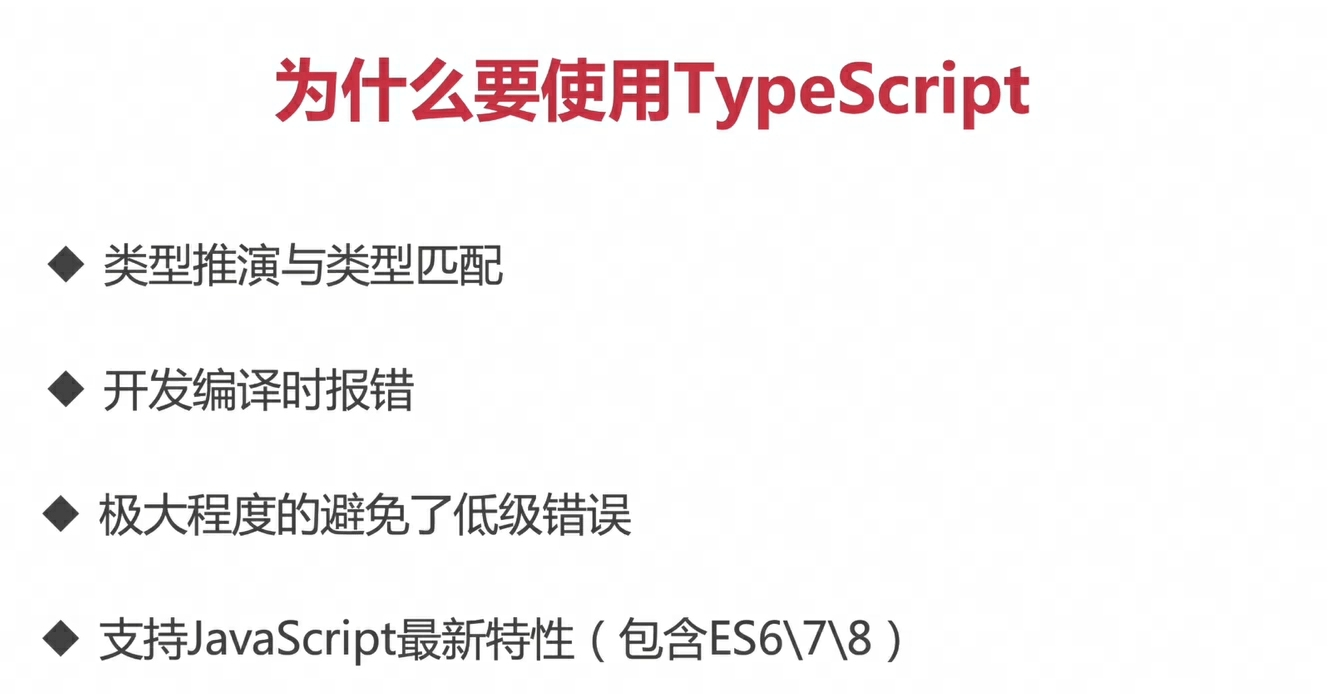 为什么要使用TypeScript
◆ 类型推演与类型匹配
◆ 开发编译时报错
◆ 极大程度的避免了低级错误
◆ 支持JavaScript最新特性（包含ES6\7\8）